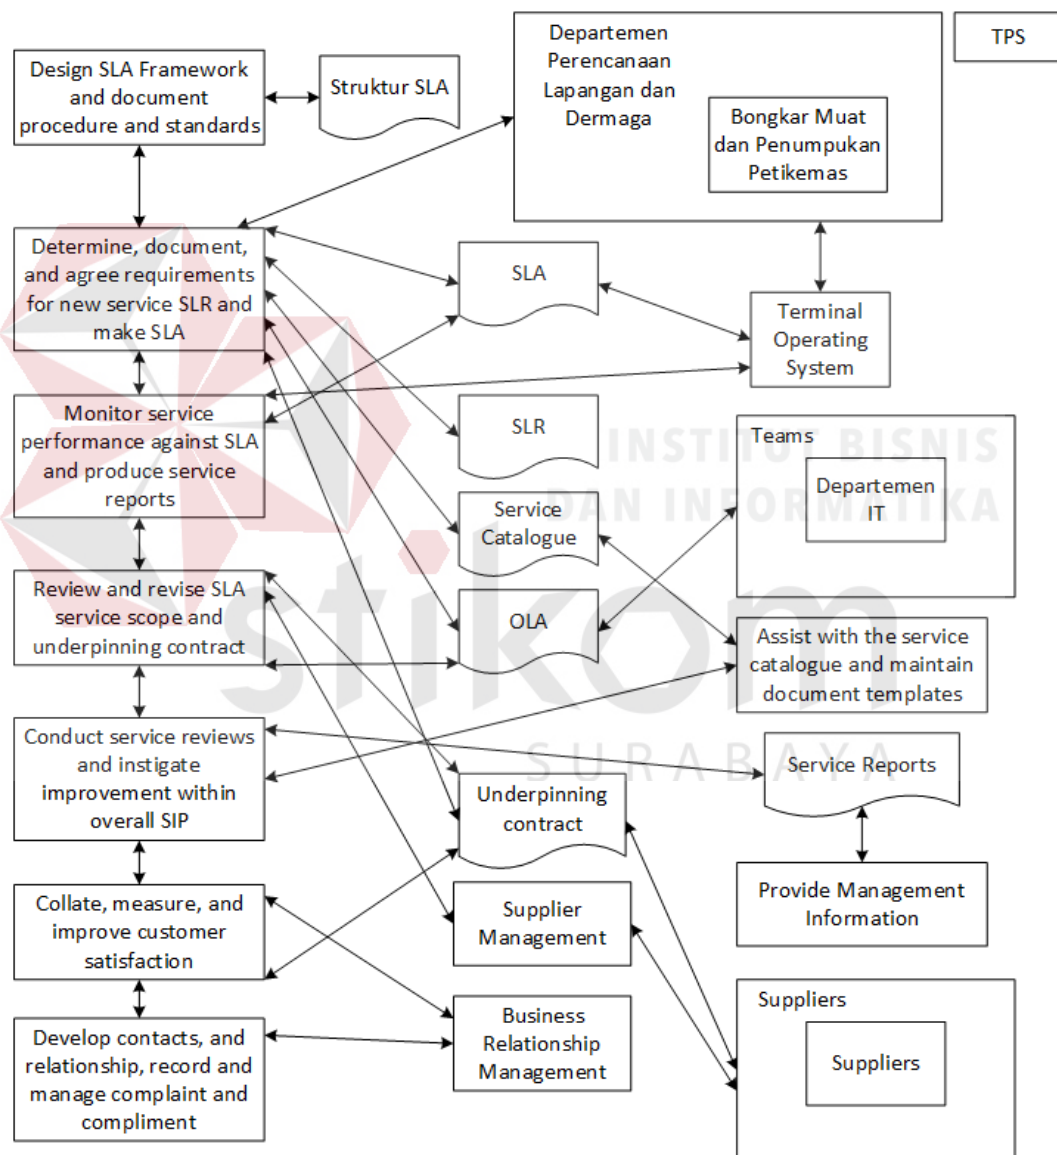 Design SLA Framework
and document
procedure and standards
Struktur SLA
Departemen
Perencanaan
Lapangan dan
Dermaga
Bongkar Muat
dan Penumpukan
Petikemas
TPS
Determine, document,
and agree requirements
for new service SLR and
make SLA
SLA
Terminal
Operating
System
Monitor service
performance against SLA
and produce service
reports
SLR
Teams
Departemen
IT
INSTITUT BISNIS
DAN INFORMATIKA
Service
Catalogue
Review and revise SLA
service scope and
underpinning contract
OLA
stikom
SURABAYA
Assist with the service
catalogue and maintain
document templates
Conduct service reviews
and instigate
improvement within
overall SIP
Service Reports
Underpinning
contract
Provide Management
Information
Collate, measure, and
improve customer
satisfaction
Supplier
Management
Suppliers
Suppliers
Develop contacts, and
relationship, record and
manage complaint and
compliment
Business
Relationship
Management